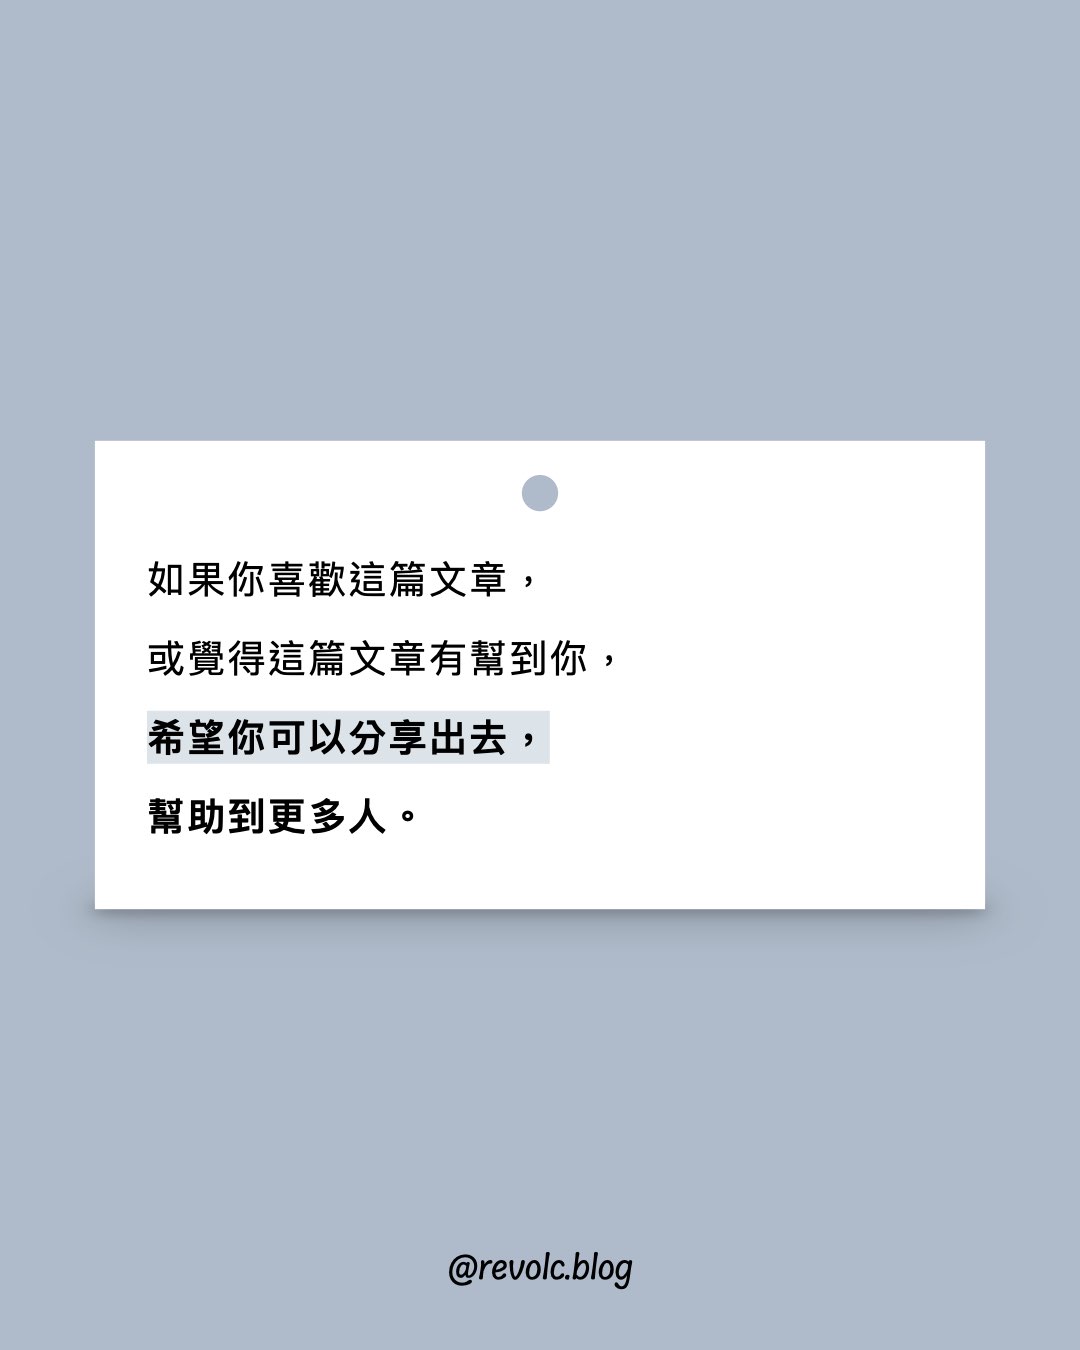 如果你喜歡這篇文章，
或覺得這篇文章有幫到你，
希望你可以分享出去，
幫助到更多人。
@revolc.blog